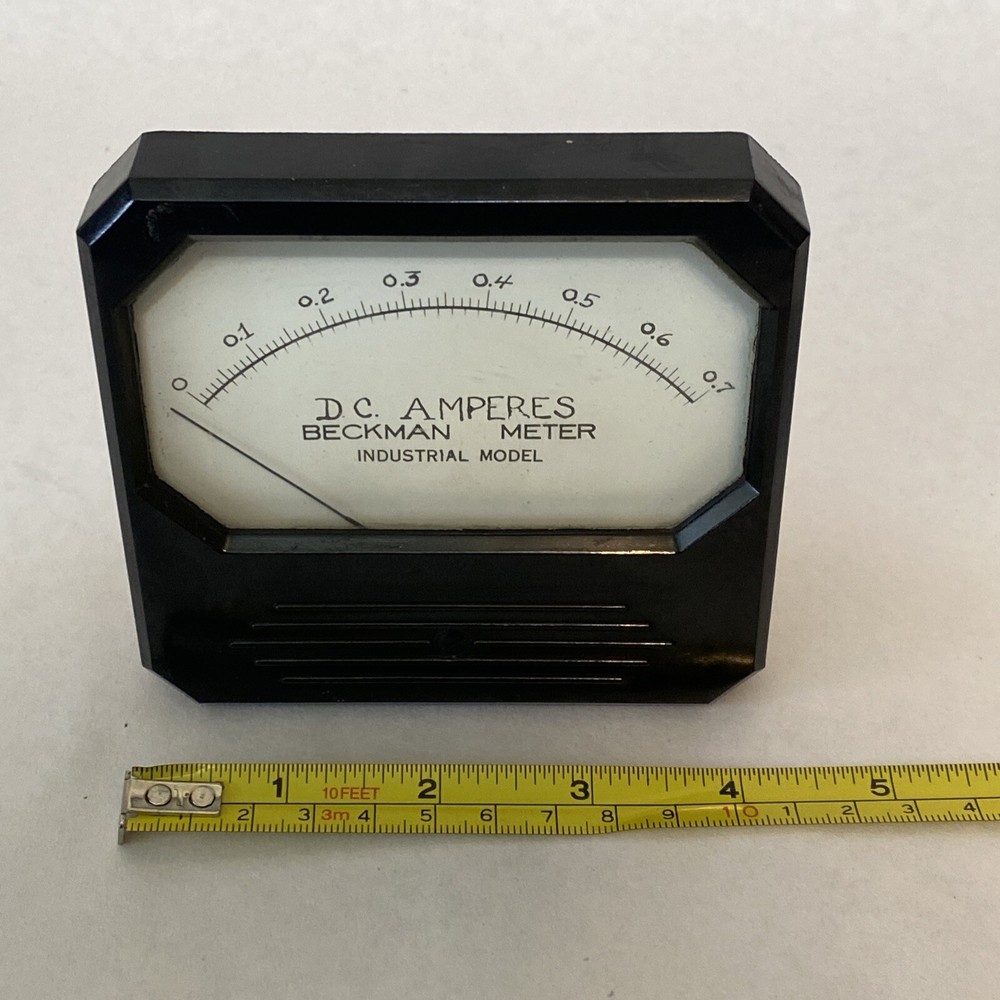 0 0.1 0.2 0.3 0.4 0.5 0.6 0.7
D.C. AMPERES
BECKMAN METER
INDUSTRIAL MODEL
1 10FEET 2 3 4 5
1 2 3 3m 4 5 6 7 8 9 10 1 2 3 4